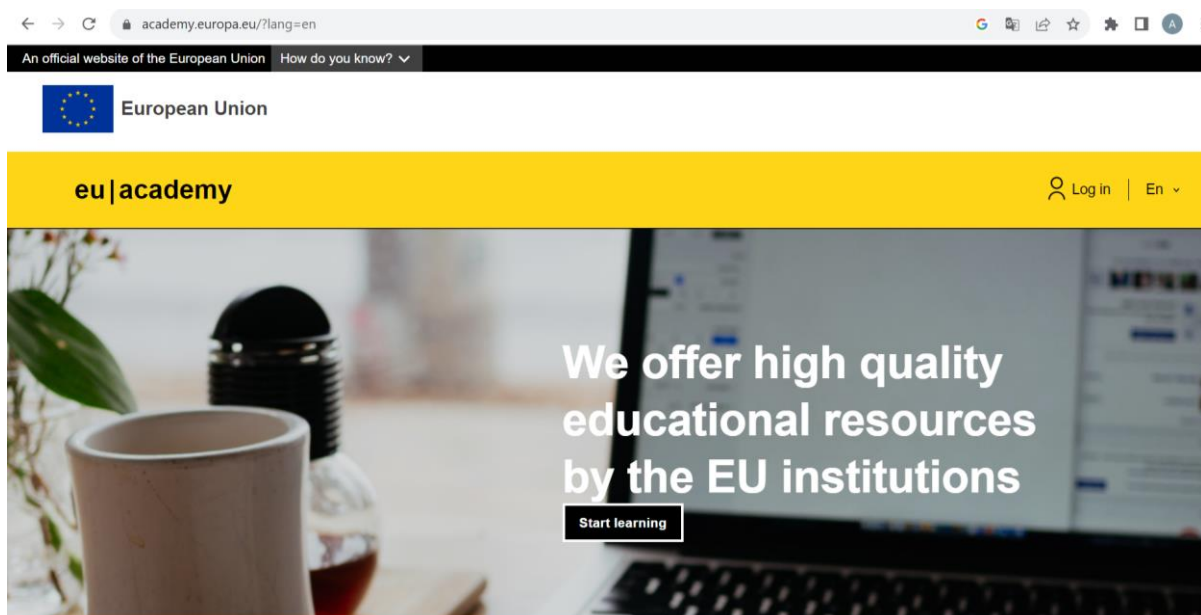 academy.europa.eu/?lang=en
A
An official website of the European Union How do you know?
European Union
eu|academy
Log in | En
We offer high quality
educational resources
by the EU institutions
Start learning